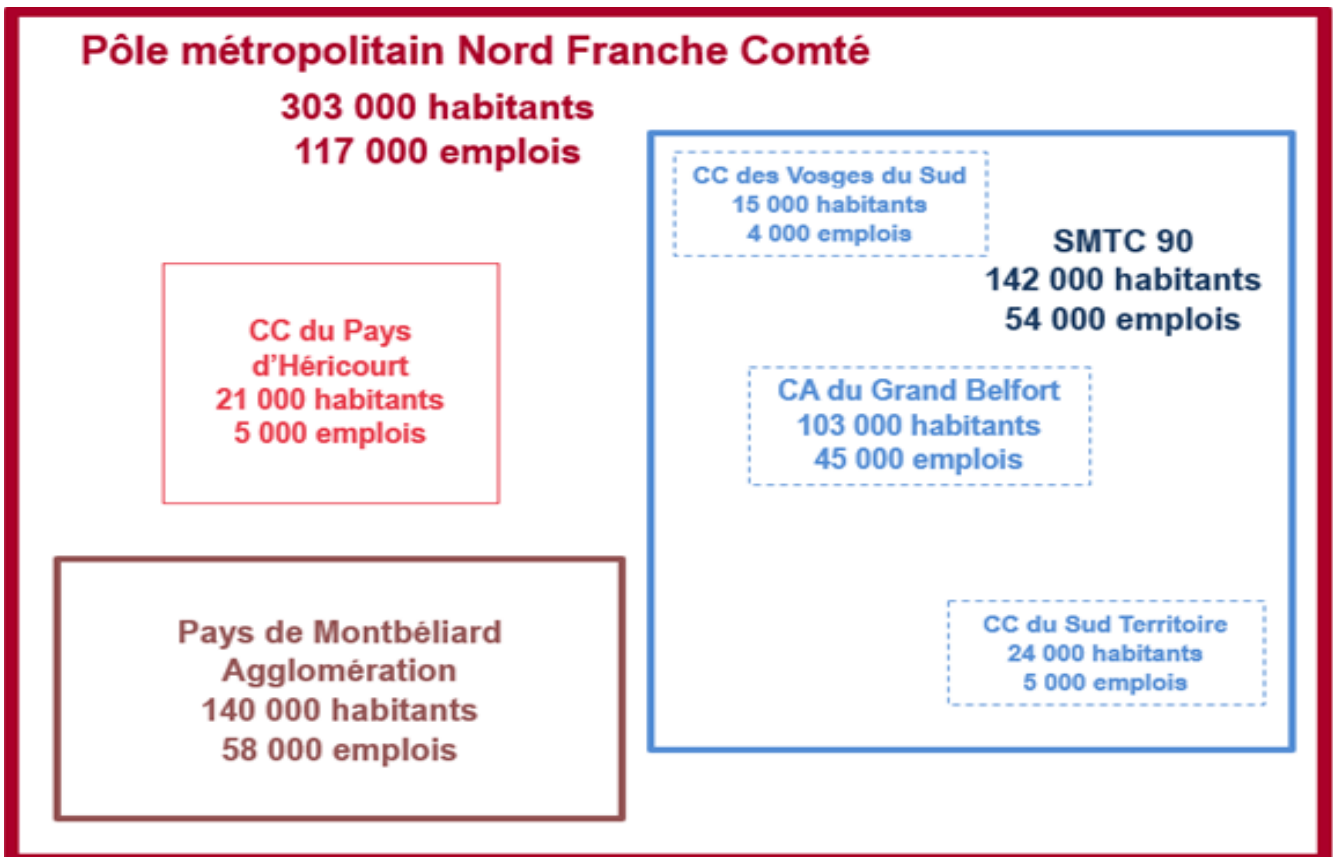 Pôle métropolitain Nord Franche Comté
303 000 habitants
117 000 emplois
CC des Vosges du Sud
15 000 habitants
4 000 emplois
SMTC 90
142 000 habitants
54 000 emplois
CC du Pays
d’Héricourt
21 000 habitants
5 000 emplois
CA du Grand Belfort
103 000 habitants
45 000 emplois
Pays de Montbéliard
Agglomération
140 000 habitants
58 000 emplois
CC du Sud Territoire
24 000 habitants
5 000 emplois